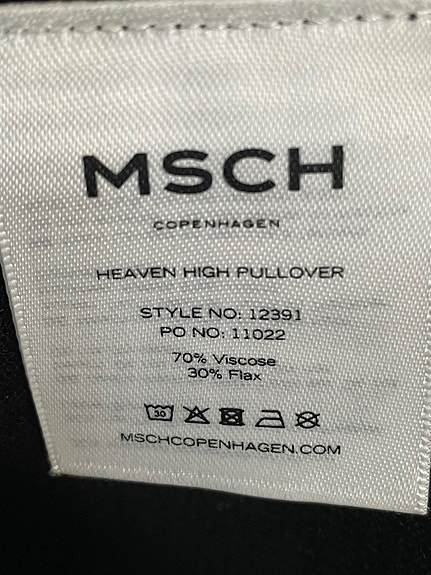 MSCH
COPENHAGEN
HEAVEN HIGH PULLOVER
STYLE NO: 12391
PO NO: 11022
70% Viscose
30% Flax
30
MSCHCOPENHAGEN.COM